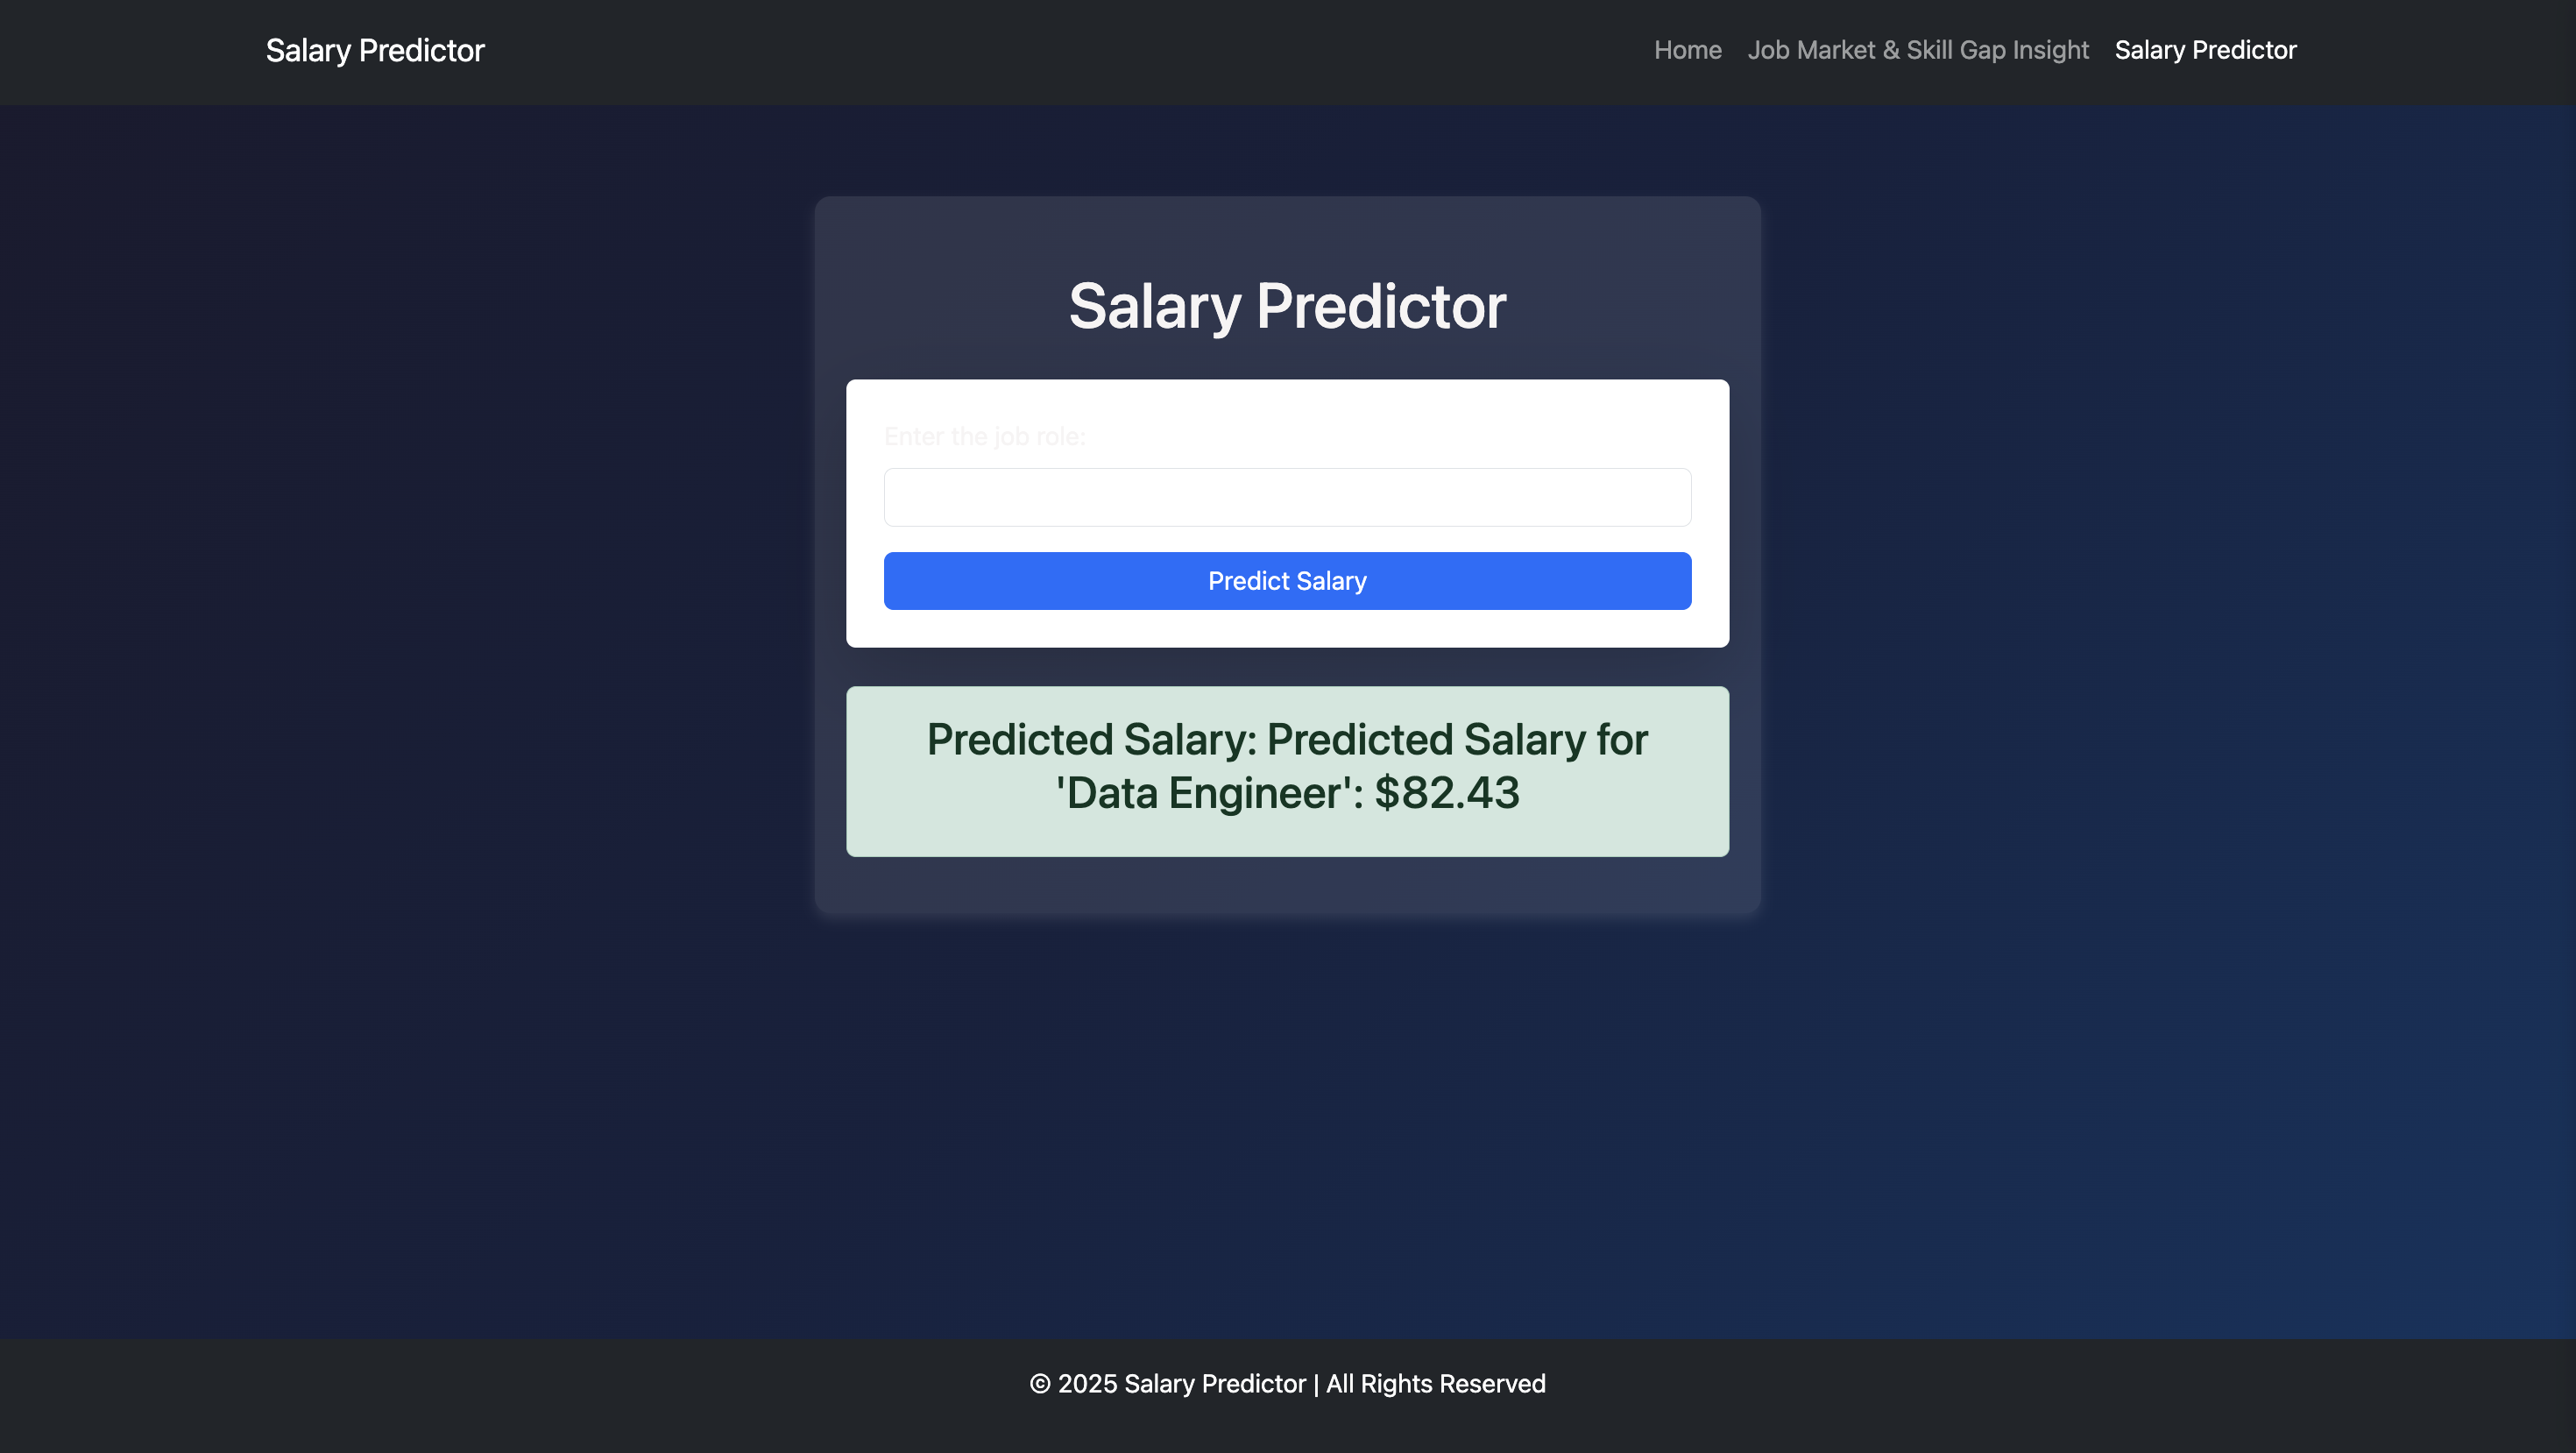 Salary Predictor
Home Job Market & Skill Gap Insight Salary Predictor
Salary Predictor
Enter the job role:
Predict Salary
Predicted Salary: Predicted Salary for
'Data Engineer': $82.43
© 2025 Salary Predictor | All Rights Reserved